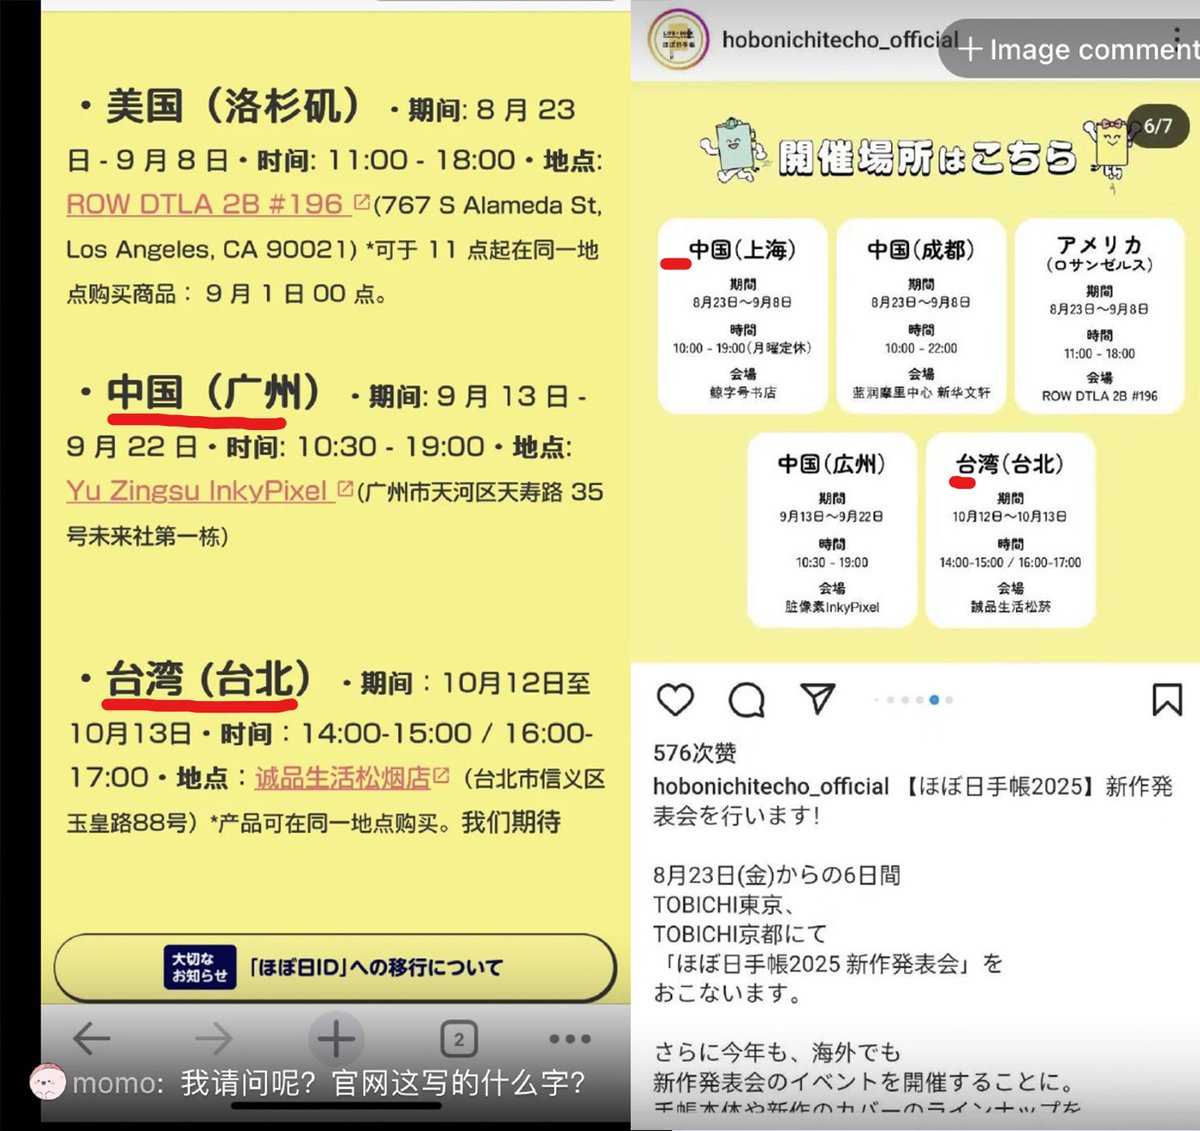 ・美国（洛杉矶） ・期间: 8 月 23
日 - 9 月 8 日・时间: 11:00 - 18:00・地点:
ROW DTLA 2B #196 (767 S Alameda St,
Los Angeles, CA 90021) *可于 11 点起在同一地
点购买商品： 9 月 1 日 00 点。
・中国（广州） ・期间: 9 月 13 日 -
9 月 22 日・时间: 10:30 - 19:00・地点:
Yu Zingsu InkyPixel (广州市天河区天寿路 35
号未来社第一栋)
・台湾 (台北) ・期间：10月12日至
10月13日・时间：14:00-15:00 / 16:00-
17:00・地点：诚品生活松烟店（台北市信义区
玉皇路88号）*产品可在同一地点购买。我们期待
大切な
お知らせ
「ほぼ日ID」への移行について
2
momo: 我请问呢？官网这写的什么字？
hobonichitecho_official
+ Image comment
6/7
開催場所はこちら
中国（上海）
期間
8月23日〜9月8日
時間
10:00 - 19:00（月曜定休）
会場
鲸字号书店
中国（成都）
期間
8月23日〜9月8日
時間
10:00 - 22:00
会場
蓝润摩里中心 新华文轩
アメリカ
（ロサンゼルス）
期間
8月23日〜9月8日
時間
11:00 - 18:00
会場
ROW DTLA 2B #196
中国（広州）
期間
9月13日〜9月22日
時間
10:30 - 19:00
会場
脏像素InkyPixel
台湾（台北）
期間
10月12日〜10月13日
時間
14:00-15:00 / 16:00-17:00
会場
誠品生活松菸
576次赞
hobonichitecho_official 【ほぼ日手帳2025】新作発
表会を行います！
8月23日(金)からの6日間
TOBICHI東京、
TOBICHI京都にて
「ほぼ日手帳2025 新作発表会」を
おこないます。
さらに今年も、海外でも
新作発表会のイベントを開催することに。
手帳本体や新作のカバーのラインナップを